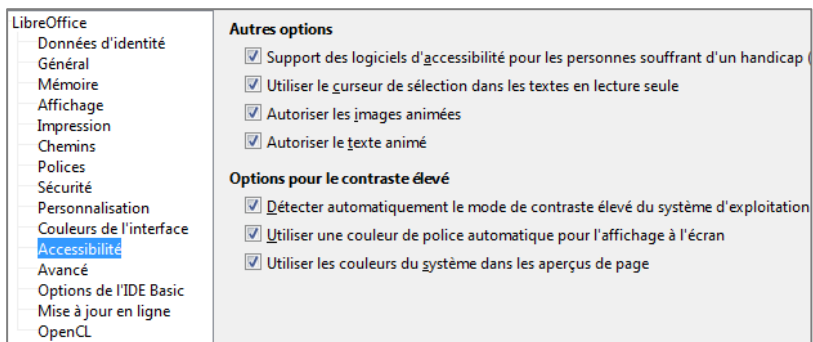 LibreOffice
Données d'identité
Général
Mémoire
Affichage
Impression
Chemins
Polices
Sécurité
Personnalisation
Couleurs de l'interface
Accessibilité
Avancé
Options de l'IDE Basic
Mise à jour en ligne
OpenCL
Autres options
Support des logiciels d'accessibilité pour les personnes souffrant d'un handicap (
Utiliser le curseur de sélection dans les textes en lecture seule
Autoriser les images animées
Autoriser le texte animé
Options pour le contraste élevé
Détecter automatiquement le mode de contraste élevé du système d'exploitation
Utiliser une couleur de police automatique pour l'affichage à l'écran
Utiliser les couleurs du système dans les aperçus de page